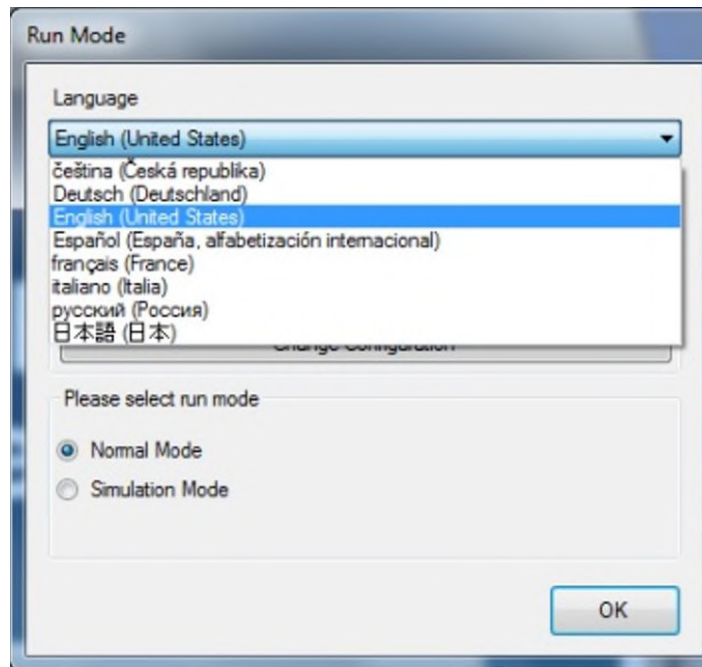 Run Mode
Language
English (United States)
čeština (Česká republika)
Deutsch (Deutschland)
English (United States)
Español (España, alfabetización internacional)
français (France)
italiano (Italia)
русский (Россия)
日本語 (日本)
Change Configuration
Please select run mode
Normal Mode
Simulation Mode
OK